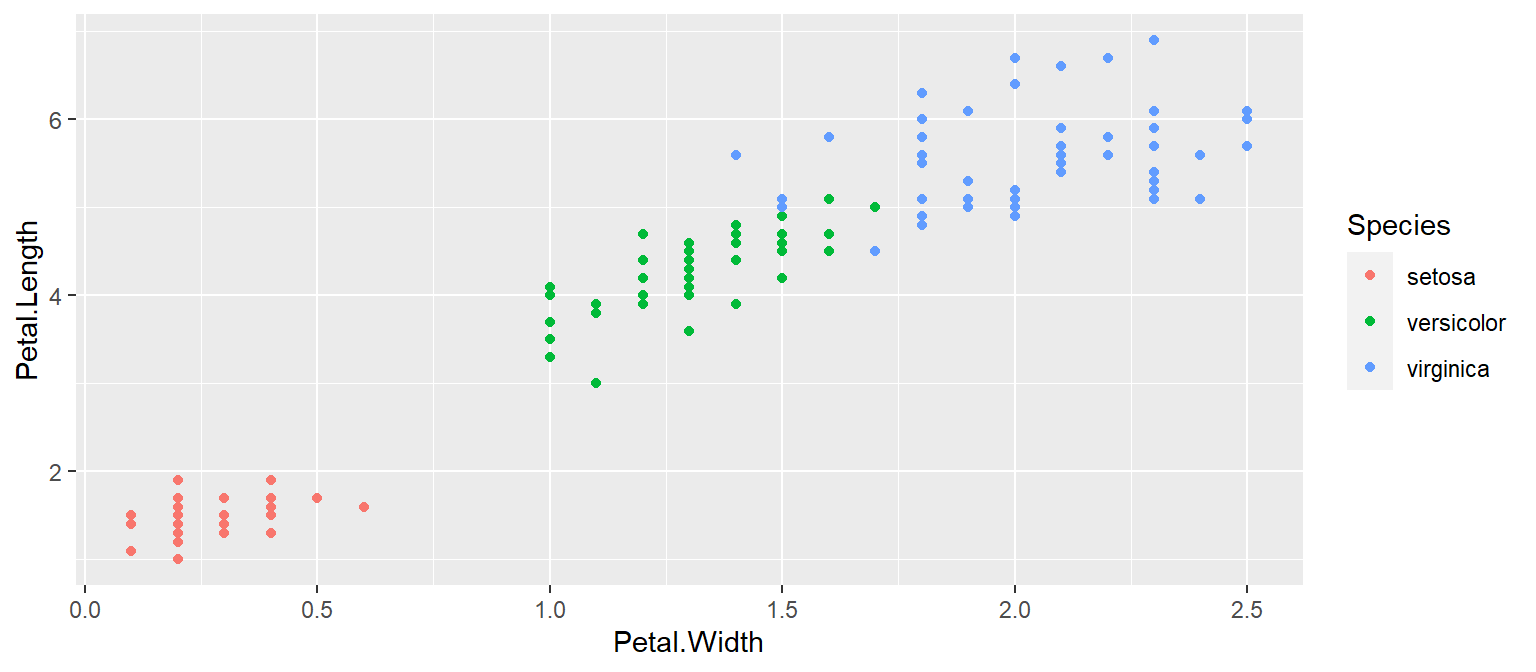 6
4
2
Petal.Length
0.0 0.5 1.0 1.5 2.0 2.5
Petal.Width
Species
setosa
versicolor
virginica